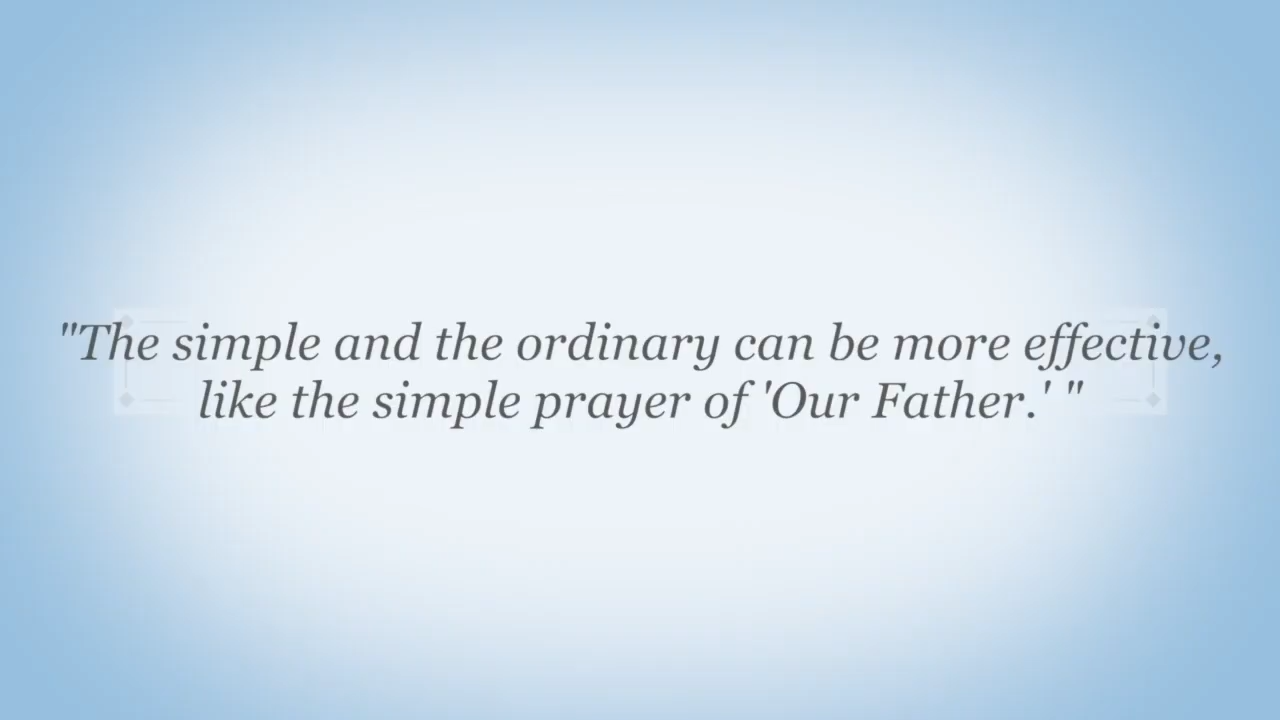 "The simple and the ordinary can be more effective,
like the simple prayer of 'Our Father.' "